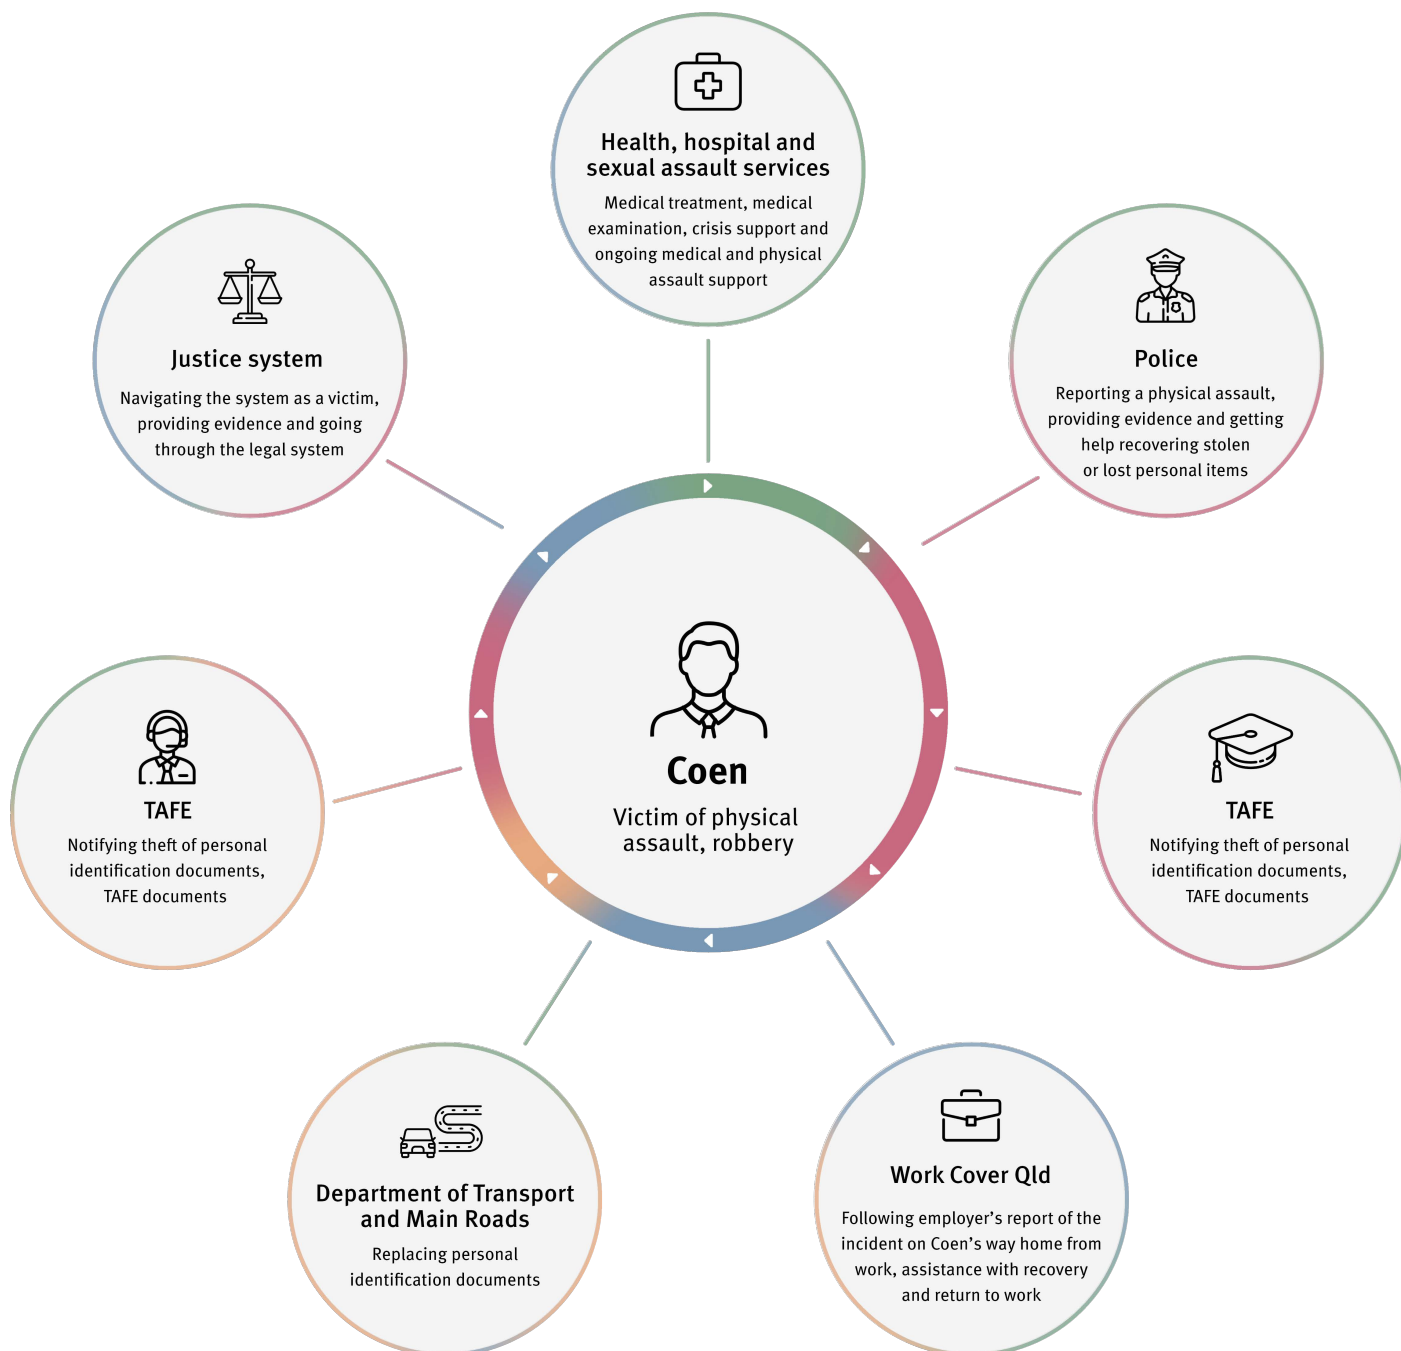 Health, hospital and
sexual assault services
Medical treatment, medical
examination, crisis support and
ongoing medical and physical
assault support
Justice system
Navigating the system as a victim,
providing evidence and going
through the legal system
Police
Reporting a physical assault,
providing evidence and getting
help recovering stolen
or lost personal items
Coen
Victim of physical
assault, robbery
TAFE
Notifying theft of personal
identification documents,
TAFE documents
TAFE
Notifying theft of personal
identification documents,
TAFE documents
Department of Transport
and Main Roads
Replacing personal
identification documents
Work Cover Qld
Following employer’s report of the
incident on Coen’s way home from
work, assistance with recovery
and return to work